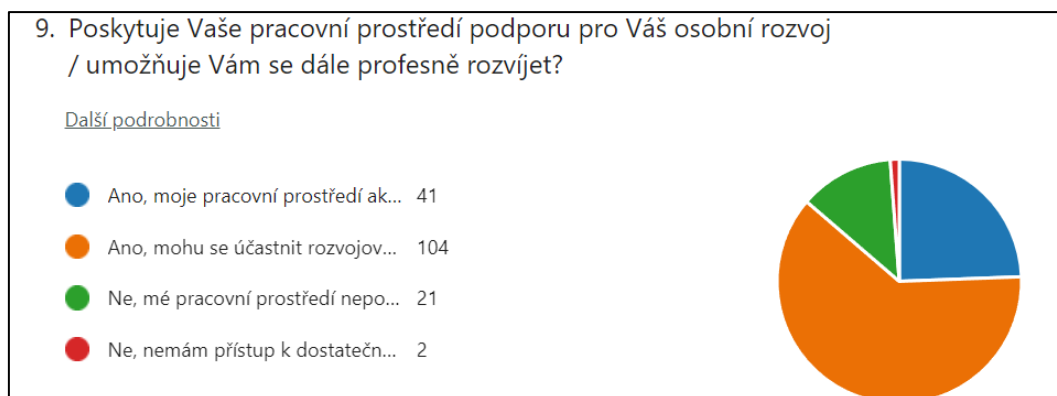 9. Poskytuje Vaše pracovní prostředí podporu pro Váš osobní rozvoj
/ umožňuje Vám se dále profesně rozvíjet?
Další podrobnosti
Ano, moje pracovní prostředí ak... 41
Ano, mohu se účastnit rozvojov... 104
Ne, mé pracovní prostředí nepo... 21
Ne, nemám přístup k dostatečn... 2